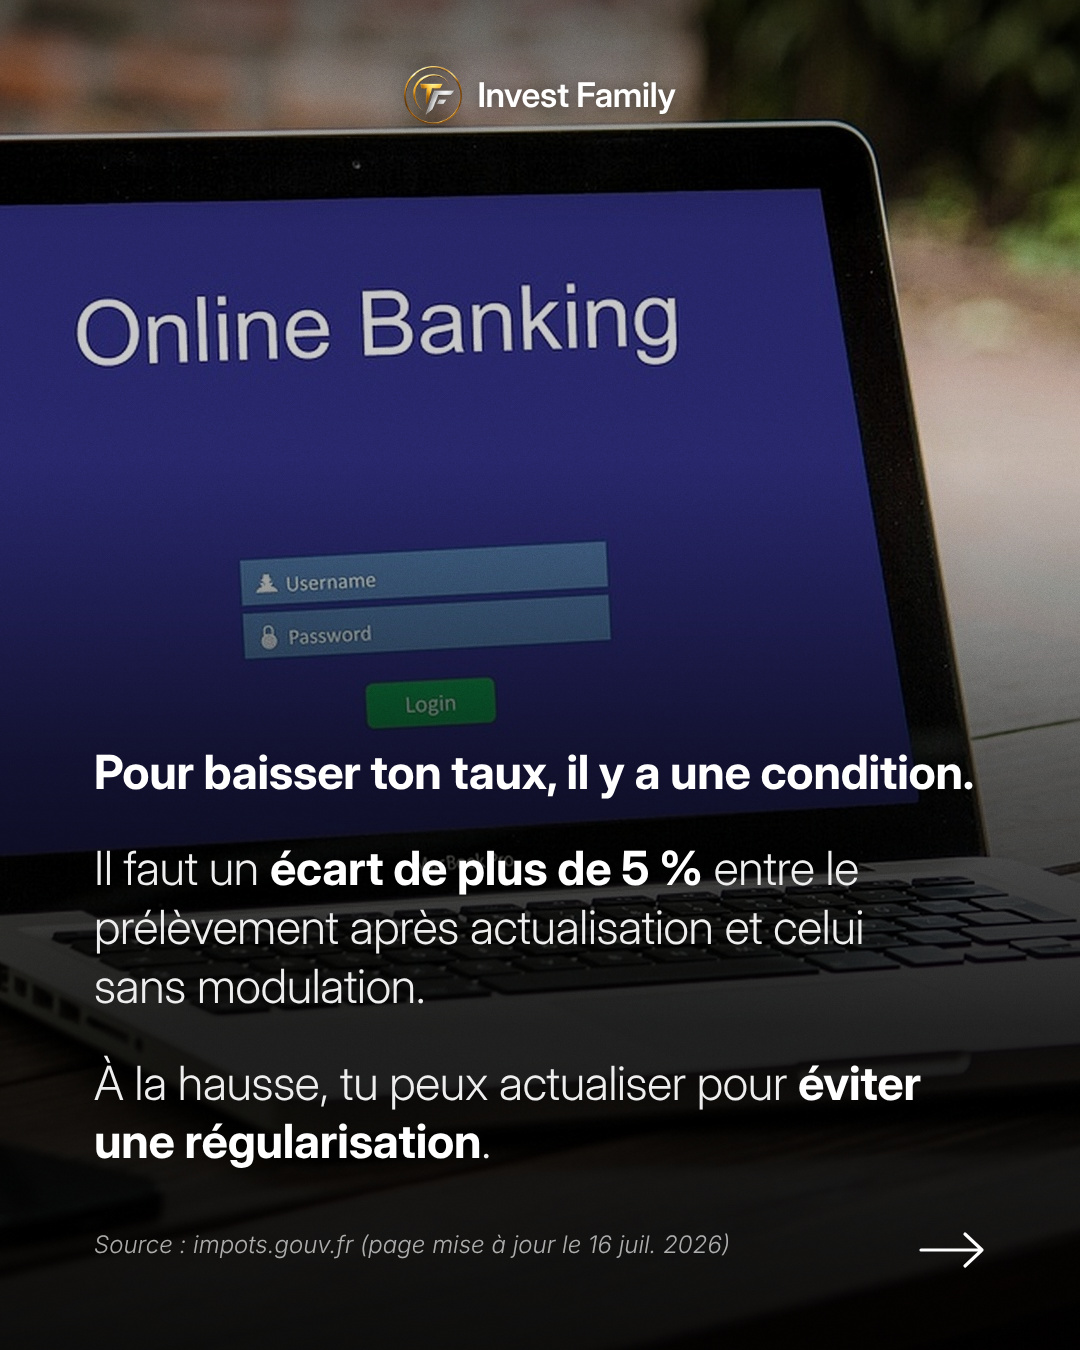 Invest Family
Online Banking
Username
Password
Login
Pour baisser ton taux, il y a une condition.
Il faut un écart de plus de 5 % entre le
prélèvement après actualisation et celui
sans modulation.
À la hausse, tu peux actualiser pour éviter
une régularisation.
Source : impots.gouv.fr (page mise à jour le 16 juil. 2026)